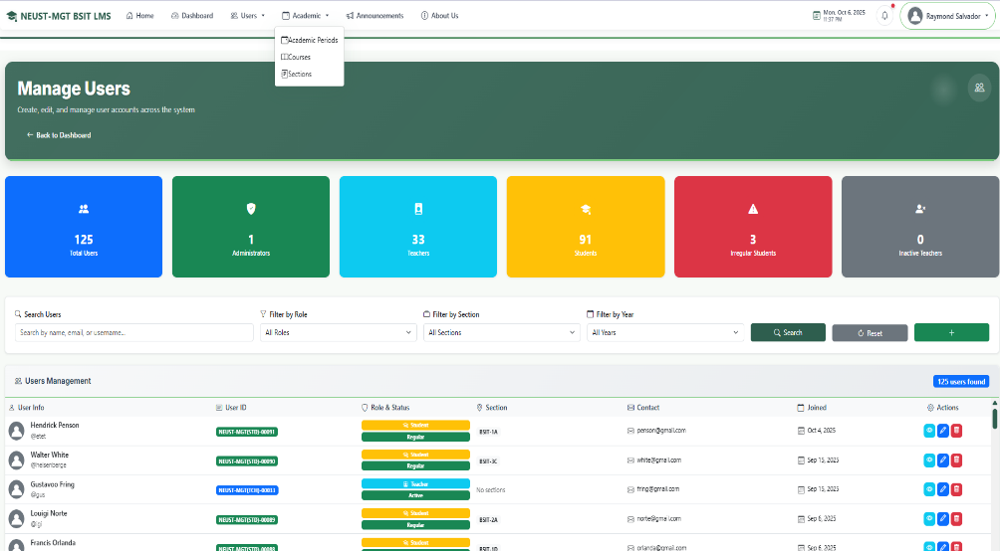 NEUST-MGT BSIT LMS Home Dashboard Users Academic Announcements About Us Mon, Oct 6, 2025 Raymond Salvador
11:37 PM
Academic Periods
Courses
Sections
Manage Users
Create, edit, and manage user accounts across the system
← Back to Dashboard
125 1 33 91 3 0
Total Users Administrators Teachers Students Irregular Students Inactive Teachers
Search Users Filter by Role Filter by Section Filter by Year
Search by name, email, or username... All Roles All Sections All Years Search Reset +
Users Management 125 users found
User Info User ID Role & Status Section Contact Joined Actions
Hendrick Penson Student
@etet NEUST-MGT(STD)-00091 Regular BSIT-1A penson@gmail.com Oct 4, 2025
Walter White Student
@heisenberge NEUST-MGT(STD)-00090 Regular BSIT-3C white@gmail.com Sep 15, 2025
Gustavoo Fring Teacher
@gus NEUST-MGT(TCH)-00033 Active No sections fring@gmail.com Sep 15, 2025
Louigi Norte Student
NEUST-MGT(STD)-00089 Regular BSIT-2A norte@gmail.com Sep 6, 2025
Francis Orlanda Student
NEUST-MGT(STD)-00088 Regular BSIT-1D orlanda@gmail.com Sep 6, 2025